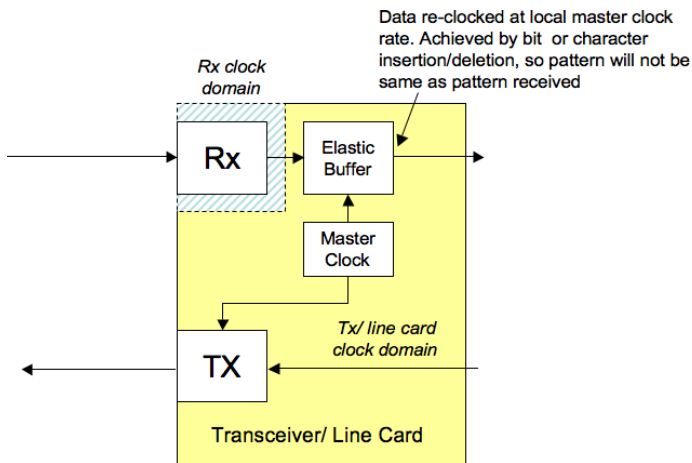 Data re-clocked at local master clock
rate. Achieved by bit or character
insertion/deletion, so pattern will not be
same as pattern received
Rx clock
domain
Rx
Elastic
Buffer
Master
Clock
Tx/ line card
clock domain
TX
Transceiver/ Line Card